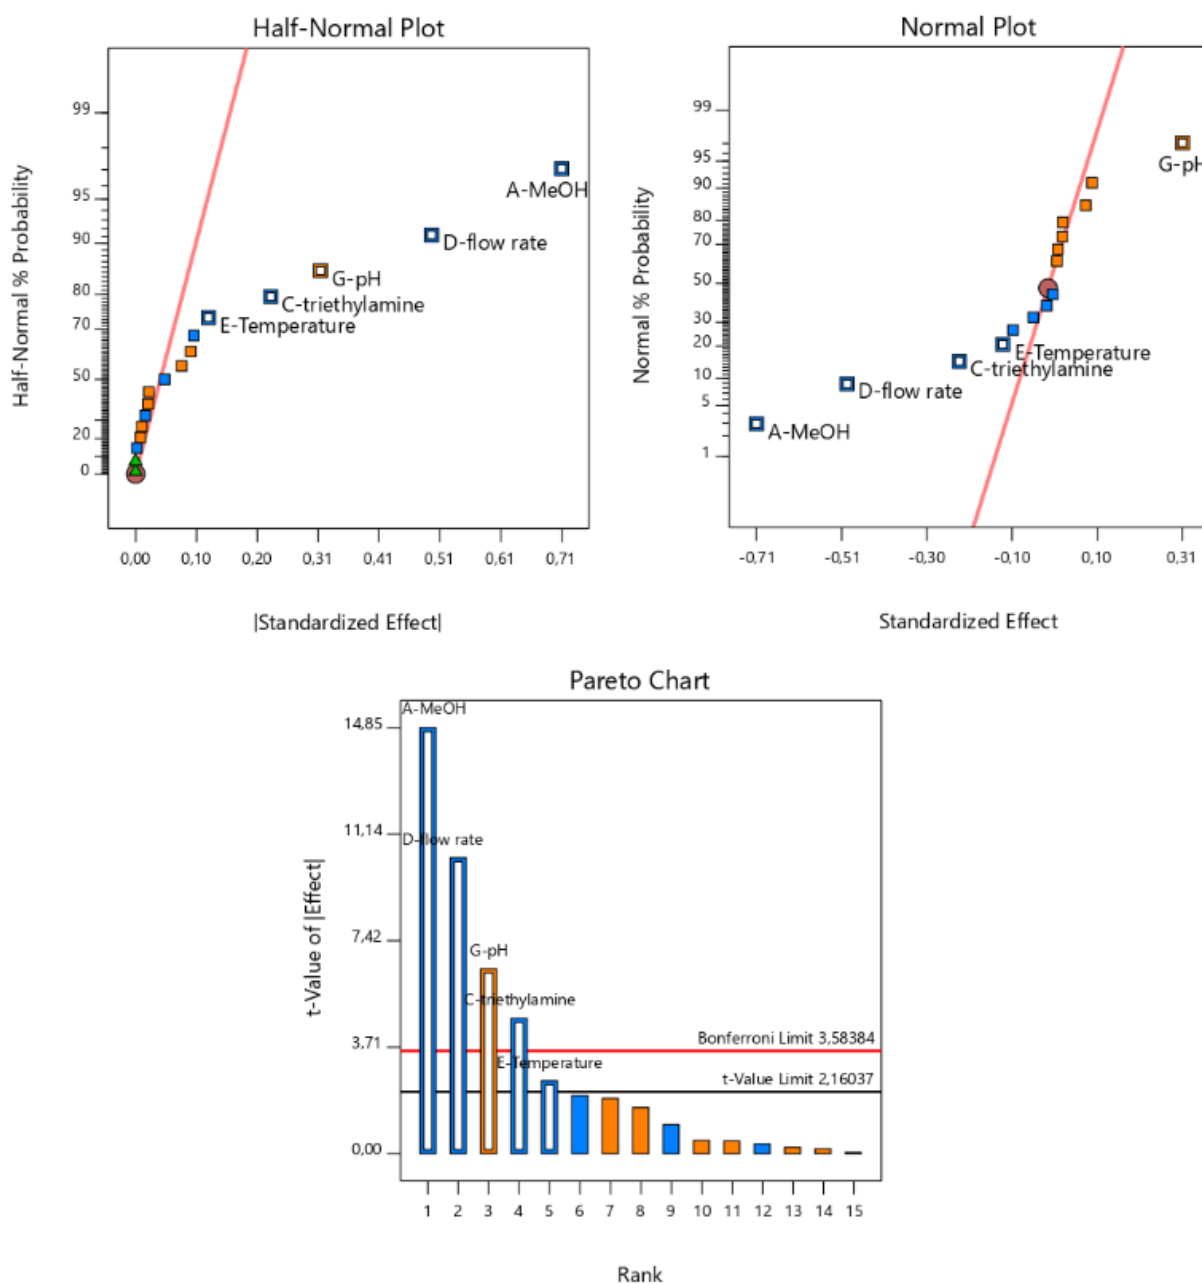 Half-Normal Plot
Half-Normal % Probability
99
95
90
80
70
50
20
0
A-MeOH
D-flow rate
G-pH
C-triethylamine
E-Temperature
0,00 0,10 0,20 0,31 0,41 0,51 0,61 0,71
|Standardized Effect|
Normal Plot
Normal % Probability
99
95
90
80
70
50
30
20
10
5
1
G-pH
E-Temperature
C-triethylamine
D-flow rate
A-MeOH
-0,71 -0,51 -0,30 -0,10 0,10 0,31
Standardized Effect
Pareto Chart
t-Value of |Effect|
14,85
11,14
7,42
3,71
0,00
A-MeOH
D-flow rate
G-pH
C-triethylamine
Bonferroni Limit 3,58384
E-Temperature
t-Value Limit 2,16037
1 2 3 4 5 6 7 8 9 10 11 12 13 14 15
Rank